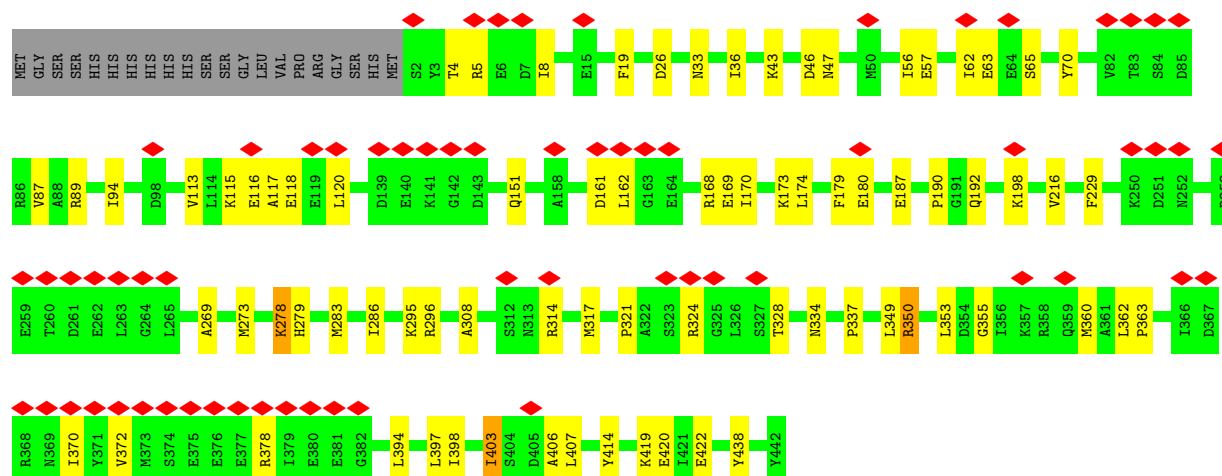 MET GLY SER SER HIS HIS HIS HIS HIS HIS SER SER GLY LEU VAL PRO ARG GLY SER HIS MET S2 Y3 T4 R5 E6 D7 I8 E15 F19 D26 N33 I36 K43 D46 N47 M50 I56 E57 I62 E63 E64 S65 Y70 V82 T83 S84 D85
R86 V87 A88 R89 I94 D98 V113 L114 K115 E116 A117 E118 E119 L120 D139 E140 K141 G142 D143 Q151 A158 D161 L162 G163 E164 R168 E169 I170 K173 L174 F179 E180 E187 P190 G191 Q192 K198 V216 F229 K250 D251 N252
E259 T260 D261 E262 L263 G264 L265 A269 M273 K278 H279 M283 I286 K295 R296 A308 S312 N313 R314 M317 P321 A322 S323 R324 G325 L326 S327 T328 N334 P337 L349 R350 L353 D354 G355 I356 K357 R358 Q359 M360 A361 L362 P363 I366 D367
R368 N369 I370 Y371 V372 M373 S374 E375 E376 E377 R378 I379 E380 E381 G382 L394 L397 I398 I403 S404 D405 A406 L407 Y414 K419 E420 I421 E422 Y438 Y442